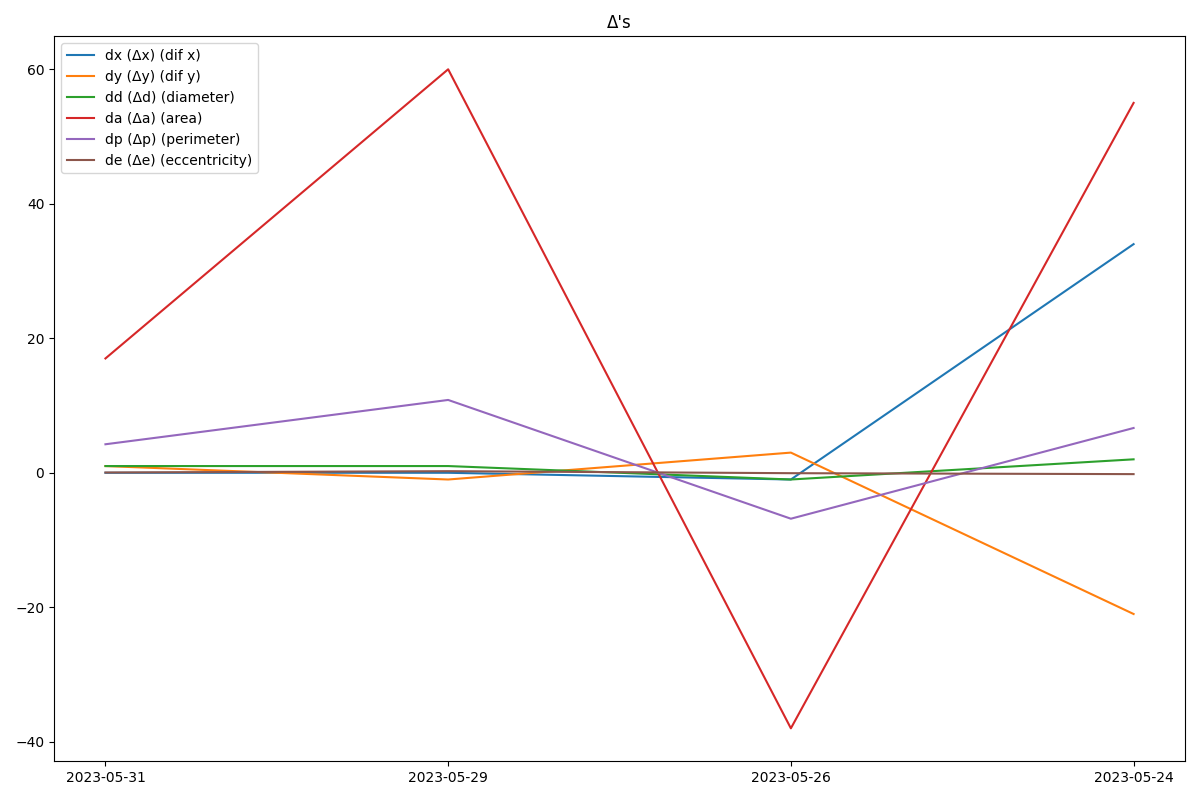 Δ's
dx (Δx) (dif x)
dy (Δy) (dif y)
dd (Δd) (diameter)
da (Δa) (area)
dp (Δp) (perimeter)
de (Δe) (eccentricity)
60
40
20
0
−20
−40
2023-05-31
2023-05-29
2023-05-26
2023-05-24